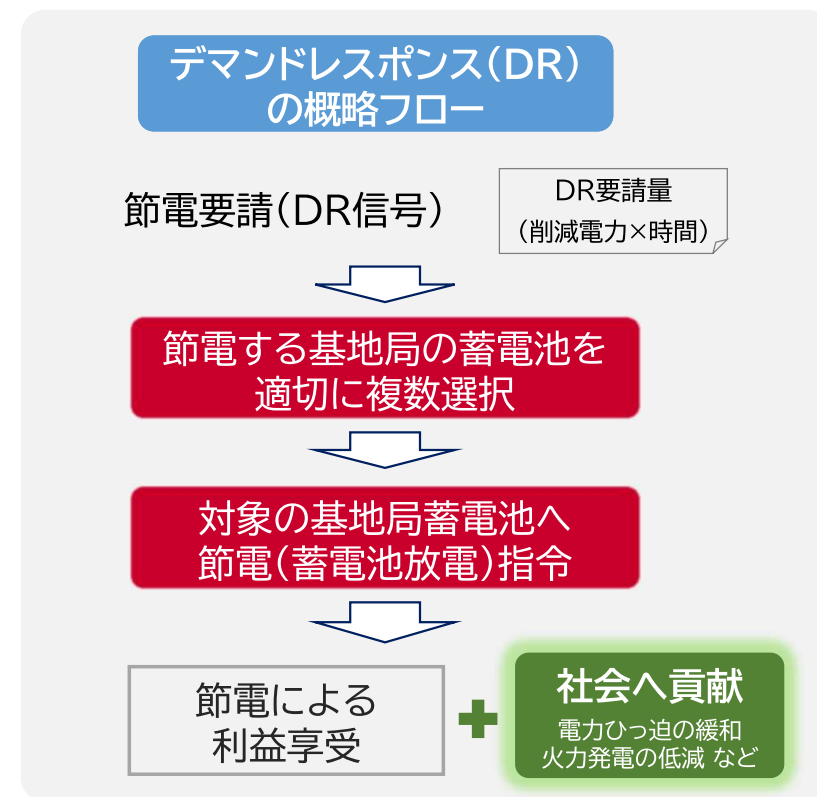 デマンドレスポンス(DR)
の概略フロー
節電要請(DR信号)
DR要請量
(削減電力×時間)
節電する基地局の蓄電池を
適切に複数選択
対象の基地局蓄電池へ
節電(蓄電池放電)指令
節電による
利益享受
社会へ貢献
電力ひっ迫の緩和
火力発電の低減 など